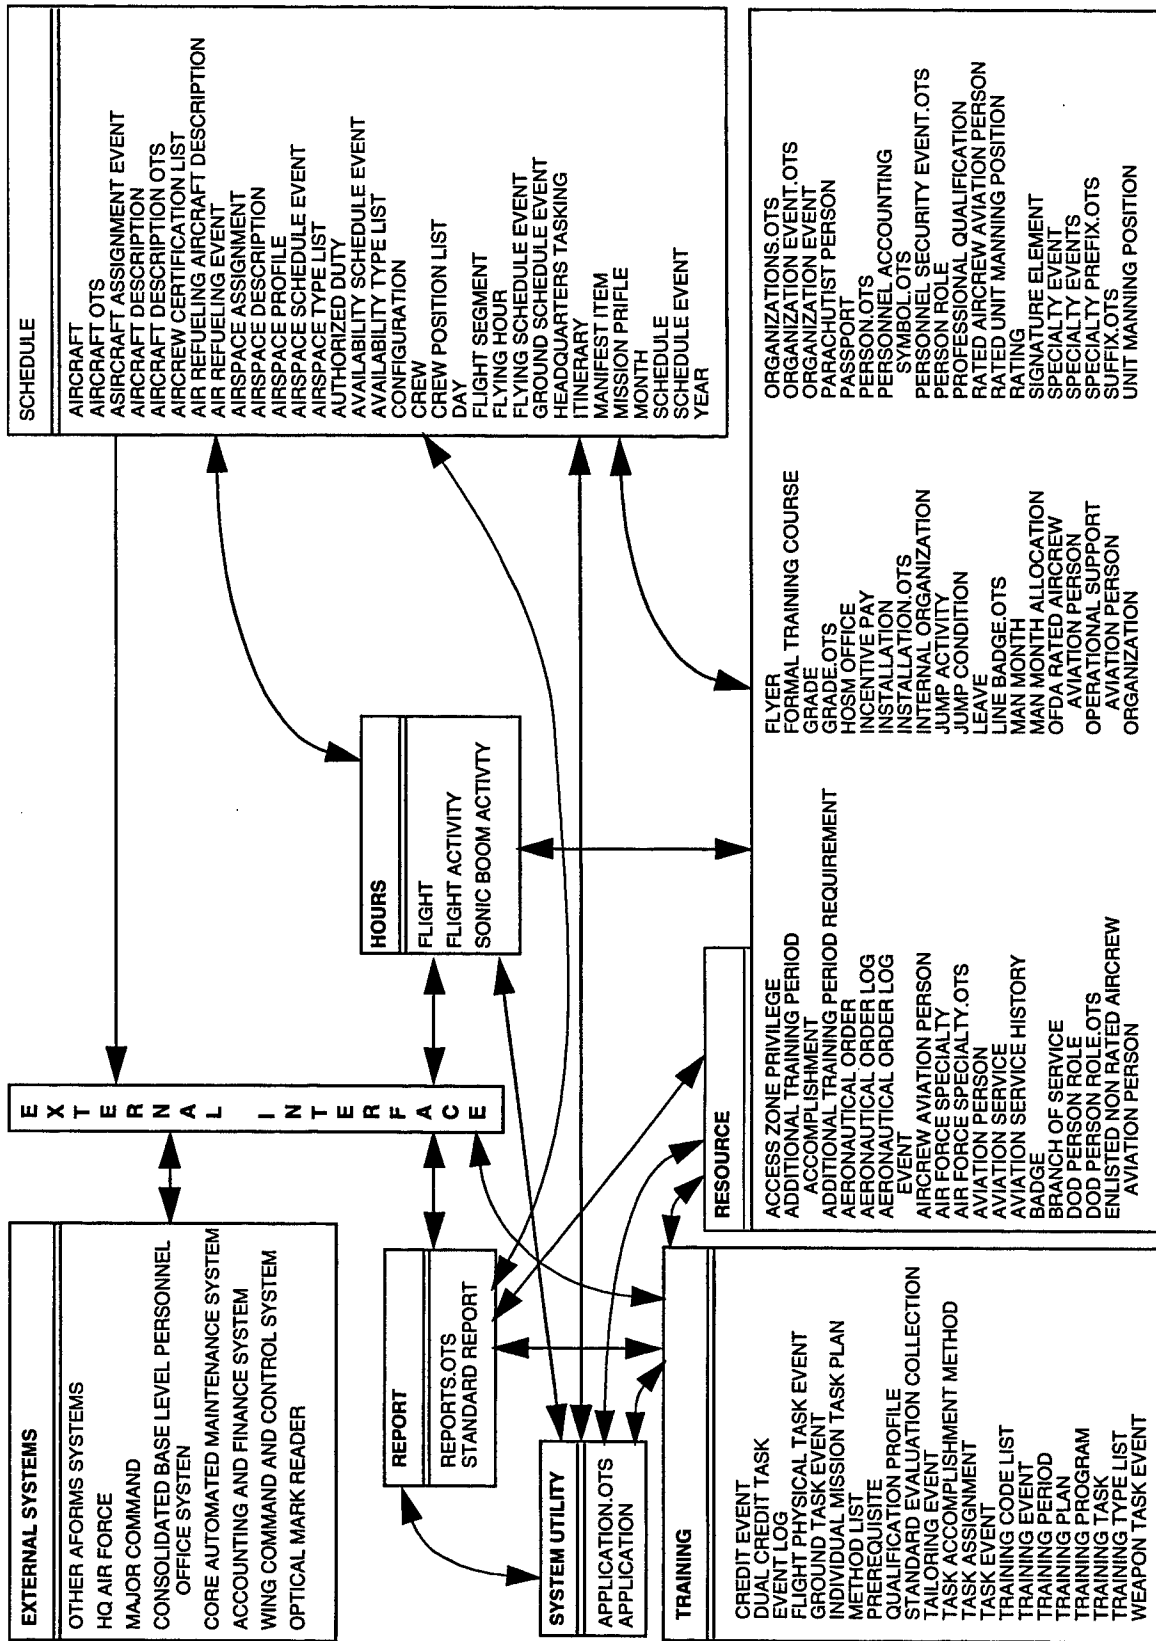 EXTERNAL SYSTEMS
OTHER AFORMS SYSTEMS
HQ AIR FORCE
MAJOR COMMAND
CONSOLIDATED BASE LEVEL PERSONNEL
OFFICE SYSTEN
CORE AUTOMATED MAINTENANCE SYSTEM
ACCOUNTING AND FINANCE SYSTEM
WING COMMAND AND CONTROL SYSTEM
OPTICAL MARK READER
EXTERNAL INTERFACE
SCHEDULE
AIRCRAFT
AIRCRAFT OTS
ASIRCRAFT ASSIGNMENT EVENT
AIRCRAFT DESCRIPTION
AIRCRAFT DESCRIPTION OTS
AIRCREW CERTIFICATION LIST
AIR REFUELING AIRCRAFT DESCRIPTION
AIR REFUELING EVENT
AIRSPACE ASSIGNMENT
AIRSPACE DESCRIPTION
AIRSPACE PROFILE
AIRSPACE SCHEDULE EVENT
AIRSPACE TYPE LIST
AUTHORIZED DUTY
AVAILABILITY SCHEDULE EVENT
AVAILABILITY TYPE LIST
CONFIGURATION
CREW
CREW POSITION LIST
DAY
FLIGHT SEGMENT
FLYING HOUR
FLYING SCHEDULE EVENT
GROUND SCHEDULE EVENT
HEADQUARTERS TASKING
ITINERARY
MANIFEST ITEM
MISSION PRIFLE
MONTH
SCHEDULE
SCHEDULE EVENT
YEAR
REPORT
REPORTS.OTS
STANDARD REPORT
HOURS
FLIGHT
FLIGHT ACTIVITY
SONIC BOOM ACTIVTY
SYSTEM UTILITY
APPLICATION.OTS
APPLICATION
TRAINING
CREDIT EVENT
DUAL CREDIT TASK
EVENT LOG
FLIGHT PHYSICAL TASK EVENT
GROUND TASK EVENT
INDIVIDUAL MISSION TASK PLAN
METHOD LIST
PREREQUISITE
QUALIFICATION PROFILE
STANDARD EVALUATION COLLECTION
TAILORING EVENT
TASK ACCOMPLISHMENT METHOD
TASK ASSIGNMENT
TASK EVENT
TRAINING CODE LIST
TRAINING EVENT
TRAINING PERIOD
TRAINING PLAN
TRAINING PROGRAM
TRAINING TASK
TRAINING TYPE LIST
WEAPON TASK EVENT
RESOURCE
ACCESS ZONE PRIVILEGE
ADDITIONAL TRAINING PERIOD
ACCOMPLISHMENT
ADDITIONAL TRAINING PERIOD REQUIREMENT
AERONAUTICAL ORDER
AERONAUTICAL ORDER LOG
AERONAUTICAL ORDER LOG
EVENT
AIRCREW AVIATION PERSON
AIR FORCE SPECIALTY
AIR FORCE SPECIALTY.OTS
AVIATION PERSON
AVIATION SERVICE
AVIATION SERVICE HISTORY
BADGE
BRANCH OF SERVICE
DOD PERSON ROLE
DOD PERSON ROLE.OTS
ENLISTED NON RATED AIRCREW
AVIATION PERSON
FLYER
FORMAL TRAINING COURSE
GRADE
GRADE.OTS
HOSM OFFICE
INCENTIVE PAY
INSTALLATION
INSTALLATION.OTS
INTERNAL ORGANIZATION
JUMP ACTIVITY
JUMP CONDITION
LEAVE
LINE BADGE.OTS
MAN MONTH
MAN MONTH ALLOCATION
OFDA RATED AIRCREW
AVIATION PERSON
OPERATIONAL SUPPORT
AVIATION PERSON
ORGANIZATION
ORGANIZATIONS.OTS
ORGANIZATION EVENT.OTS
ORGANIZATION EVENT
PARACHUTIST PERSON
PASSPORT
PERSON.OTS
PERSONNEL ACCOUNTING
SYMBOL.OTS
PERSONNEL SECURITY EVENT.OTS
PERSON ROLE
PROFESSIONAL QUALIFICATION
RATED AIRCREW AVIATION PERSON
RATED UNIT MANNING POSITION
RATING
SIGNATURE ELEMENT
SPECIALTY EVENT
SPECIALTY EVENTS
SPECIALTY PREFIX.OTS
SUFFIX.OTS
UNIT MANNING POSITION